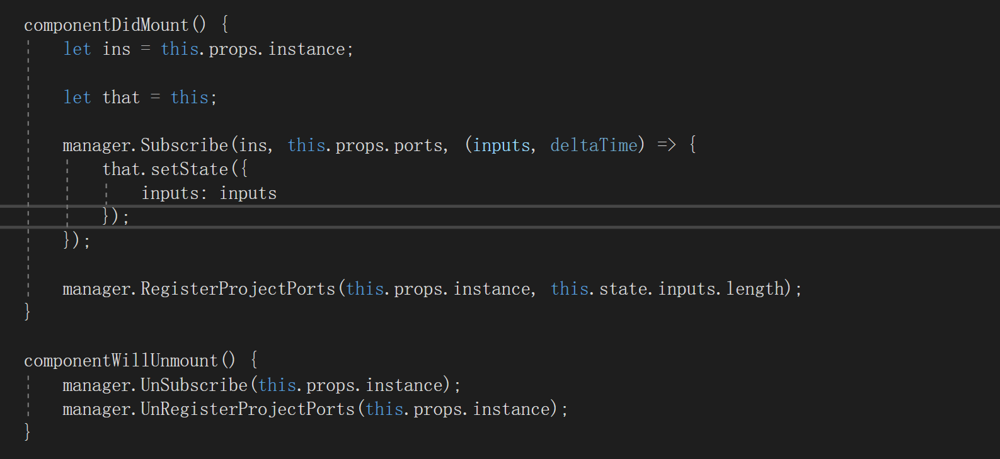 componentDidMount() {
let ins = this.props.instance;
let that = this;
manager.Subscribe(ins, this.props.ports, (inputs, deltaTime) => {
that.setState({
inputs: inputs
});
});
manager.RegisterProjectPorts(this.props.instance, this.state.inputs.length);
}
componentWillUnmount() {
manager.UnSubscribe(this.props.instance);
manager.UnRegisterProjectPorts(this.props.instance);
}